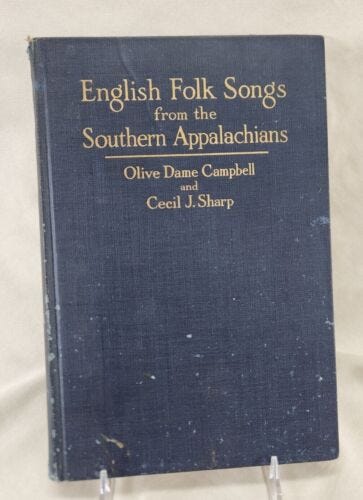 English Folk Songs
from the
Southern Appalachians
Olive Dame Campbell
and
Cecil J. Sharp